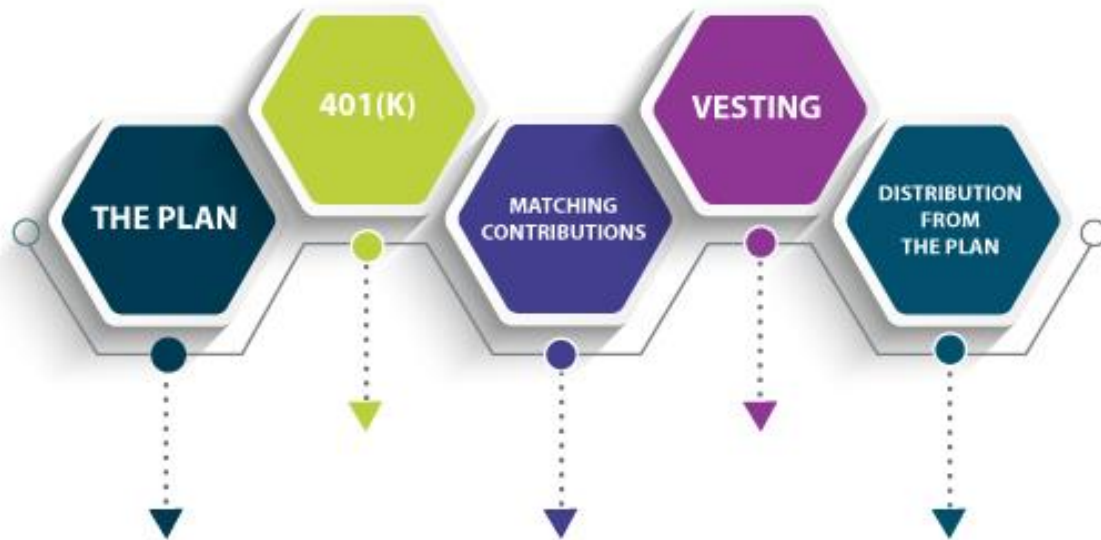 THE PLAN
401(K)
MATCHING
CONTRIBUTIONS
VESTING
DISTRIBUTION
FROM
THE PLAN